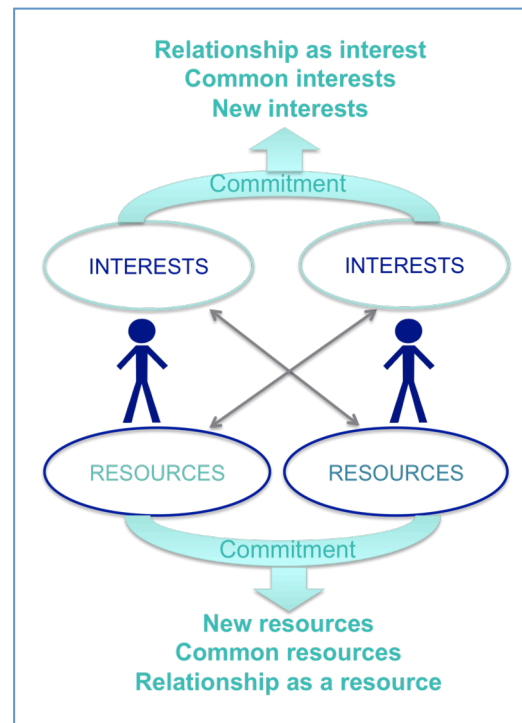 Relationship as interest
Common interests
New interests
Commitment
INTERESTS
INTERESTS
RESOURCES
RESOURCES
Commitment
New resources
Common resources
Relationship as a resource